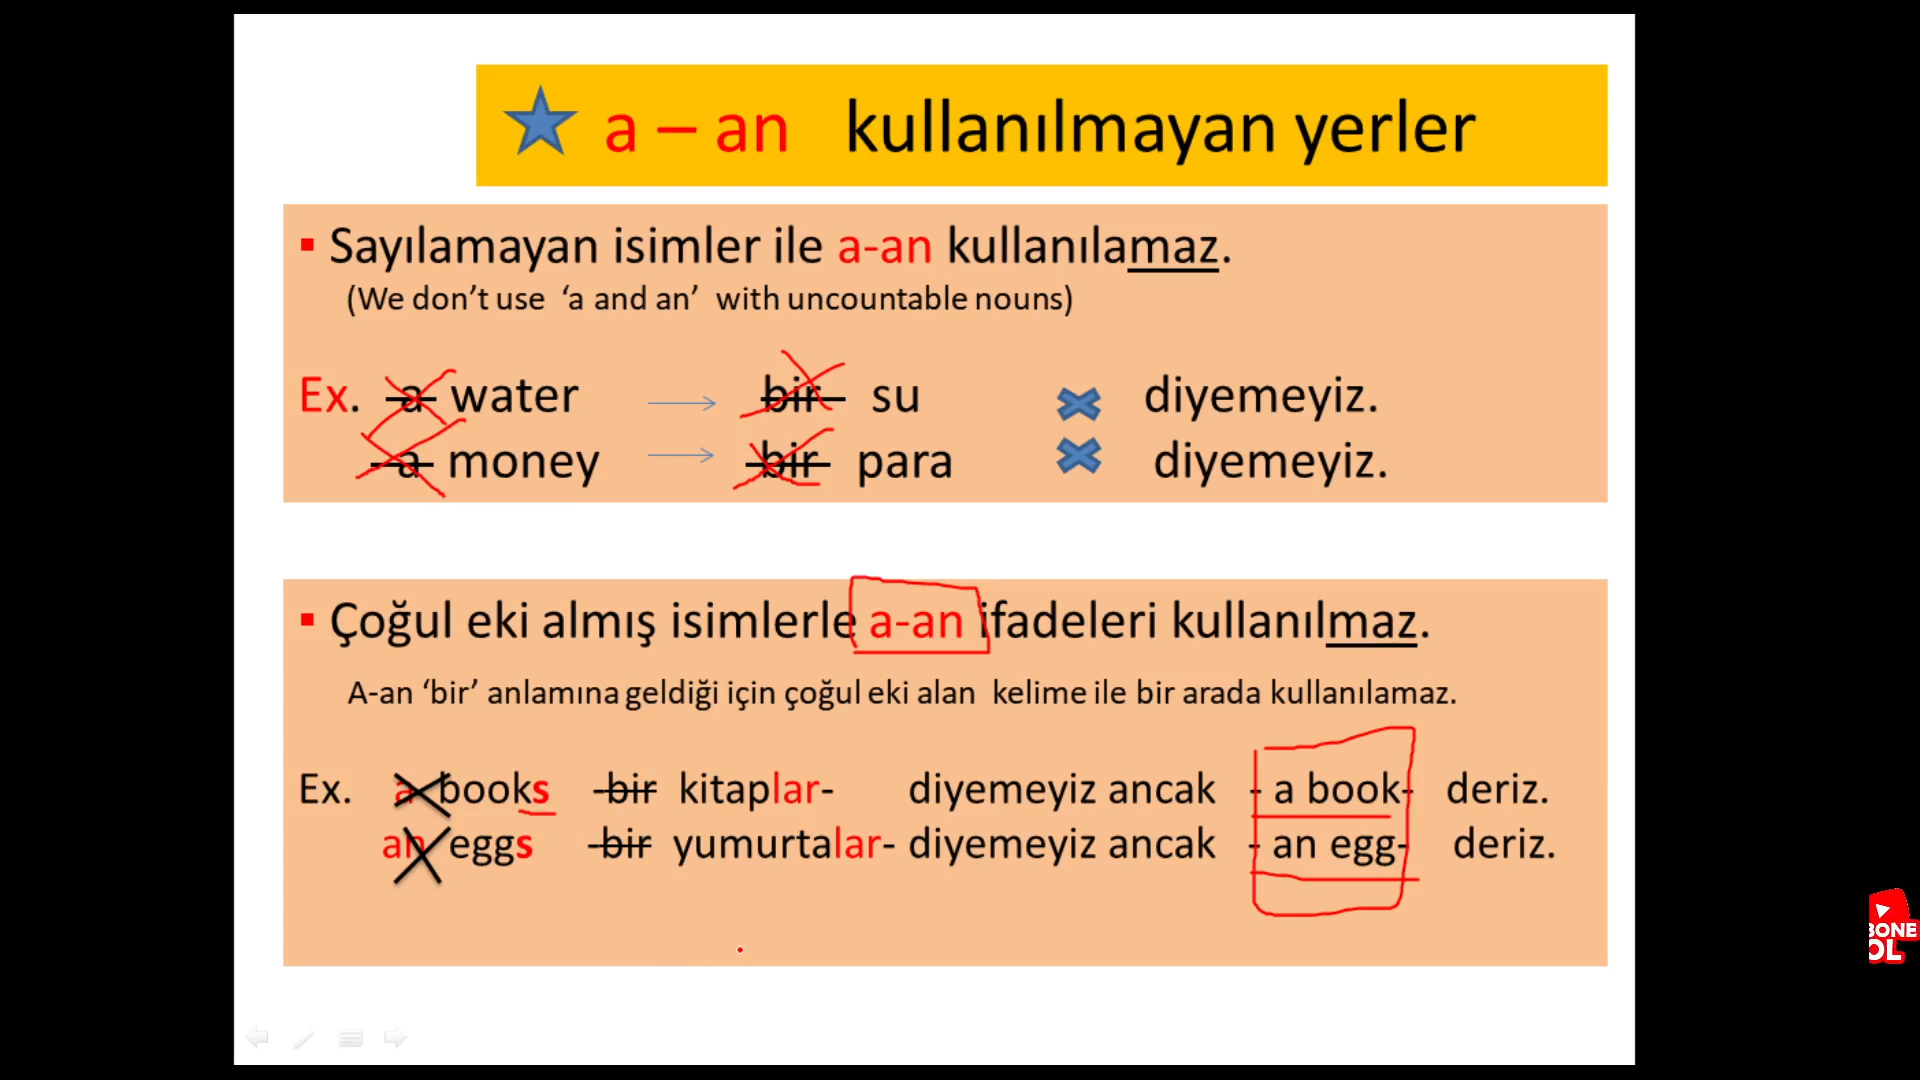 a – an kullanılmayan yerler
▪ Sayılamayan isimler ile a-an kullanılamaz.
(We don’t use ‘a and an’ with uncountable nouns)
Ex. a water bir su diyemeyiz.
a money bir para diyemeyiz.
▪ Çoğul eki almış isimlerle a-an ifadeleri kullanılmaz.
A-an ‘bir’ anlamına geldiği için çoğul eki alan kelime ile bir arada kullanılamaz.
Ex. a books -bir kitaplar- diyemeyiz ancak - a book- deriz.
an eggs -bir yumurtalar- diyemeyiz ancak - an egg- deriz.
BONE
OL